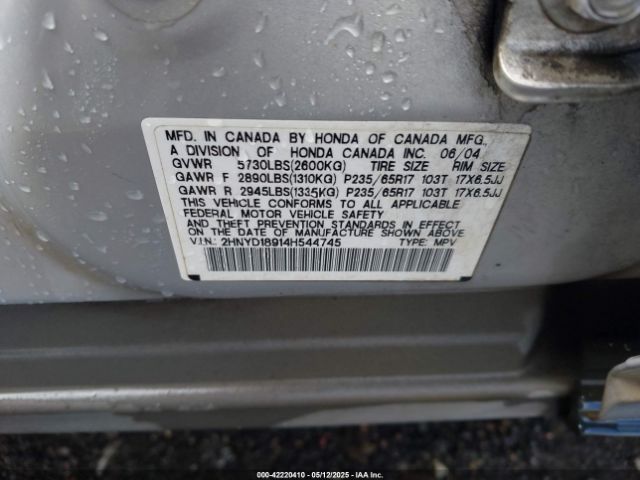 MFD. IN CANADA BY HONDA OF CANADA MFG.,
A DIVISION OF HONDA CANADA INC. 06/04
GVWR 5730LBS(2600KG) TIRE SIZE RIM SIZE
GAWR F 2890LBS(1310KG) P235/65R17 103T 17X6.5JJ
GAWR R 2945LBS(1335KG) P235/65R17 103T 17X6.5JJ
THIS VEHICLE CONFORMS TO ALL APPLICABLE
FEDERAL MOTOR VEHICLE SAFETY
AND THEFT PREVENTION STANDARDS IN EFFECT
ON THE DATE OF MANUFACTURE SHOWN ABOVE.
V.I.N.: 2HNYD18914H544745 TYPE: MPV
000-42220410 | 05/12/2025 | IAA Inc.